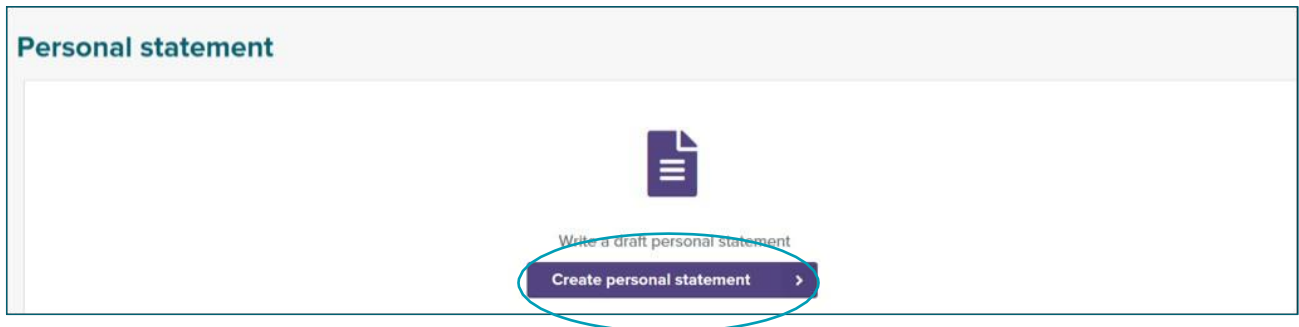 Personal statement
Write a draft personal statement
Create personal statement